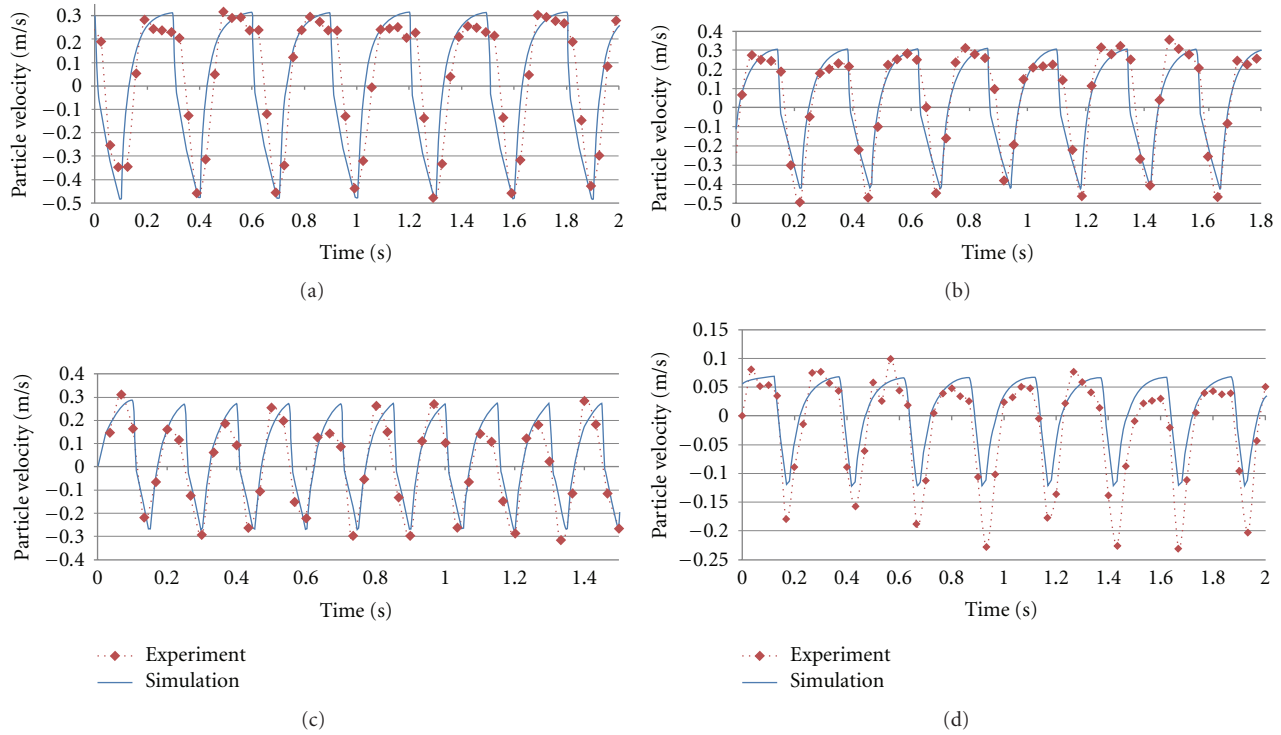 0.3
0.2
0.1
0
−0.1
−0.2
−0.3
−0.4
−0.5
Particle velocity (m/s)
0 0.2 0.4 0.6 0.8 1 1.2 1.4 1.6 1.8 2
Time (s)
(a)
0.4
0.3
0.2
0.1
0
−0.1
−0.2
−0.3
−0.4
−0.5
Particle velocity (m/s)
0 0.2 0.4 0.6 0.8 1 1.2 1.4 1.6 1.8
Time (s)
(b)
0.4
0.3
0.2
0.1
0
−0.1
−0.2
−0.3
−0.4
Particle velocity (m/s)
0 0.2 0.4 0.6 0.8 1 1.2 1.4
Time (s)
Experiment
Simulation
(c)
0.15
0.1
0.05
0
−0.05
−0.1
−0.15
−0.2
−0.25
Particle velocity (m/s)
0 0.2 0.4 0.6 0.8 1 1.2 1.4 1.6 1.8 2
Time (s)
Experiment
Simulation
(d)